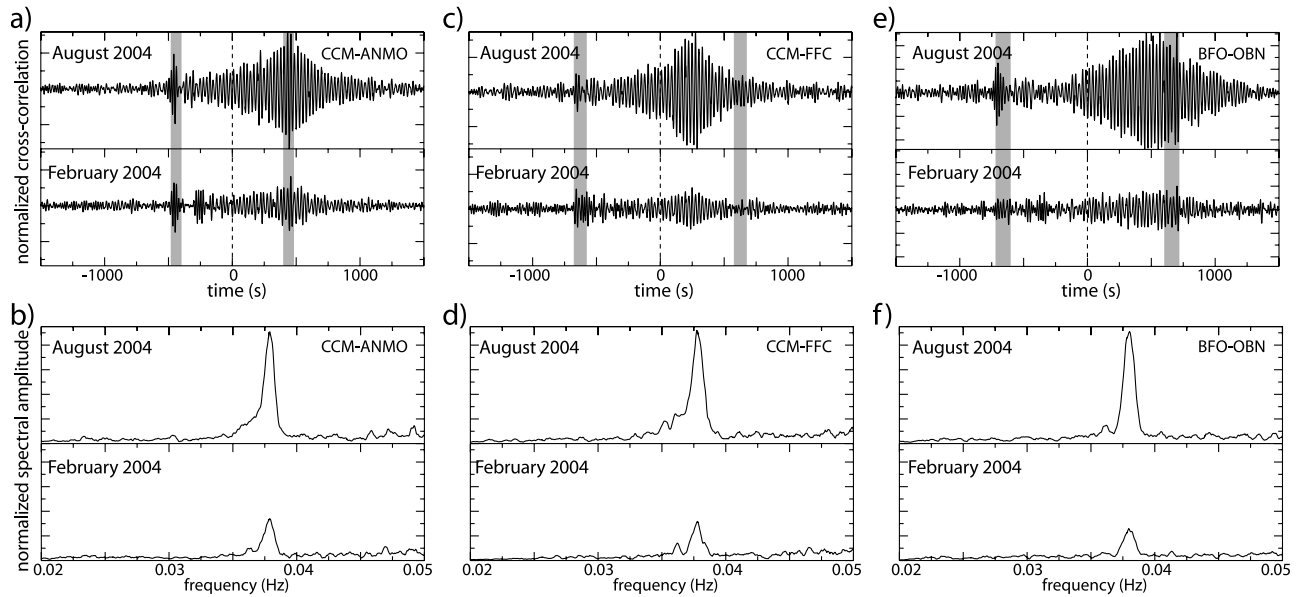 a)
August 2004
CCM-ANMO
February 2004
normalized cross-correlation
-1000
0
1000
time (s)
c)
August 2004
CCM-FFC
February 2004
-1000
0
1000
time (s)
e)
August 2004
BFO-OBN
February 2004
-1000
0
1000
time (s)
b)
August 2004
CCM-ANMO
February 2004
normalized spectral amplitude
0.02
0.03
0.04
0.05
frequency (Hz)
d)
August 2004
CCM-FFC
February 2004
0.02
0.03
0.04
0.05
frequency (Hz)
f)
August 2004
BFO-OBN
February 2004
0.02
0.03
0.04
0.05
frequency (Hz)